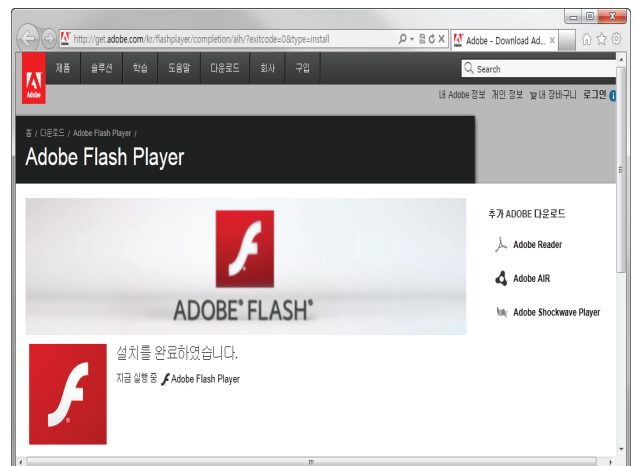 http://get.adobe.com/kr/flashplayer/completion/aih/?exitcode=0&type=install
Adobe - Download Ad...
Adobe
제품 솔루션 학습 도움말 다운로드 회사 구입
Search
내 Adobe 정보 개인 정보 내 장바구니 로그인
홈 / 다운로드 / Adobe Flash Player /
Adobe Flash Player
ADOBE® FLASH®
추가 ADOBE 다운로드
Adobe Reader
Adobe AIR
Adobe Shockwave Player
설치를 완료하였습니다.
지금 실행 중 Adobe Flash Player